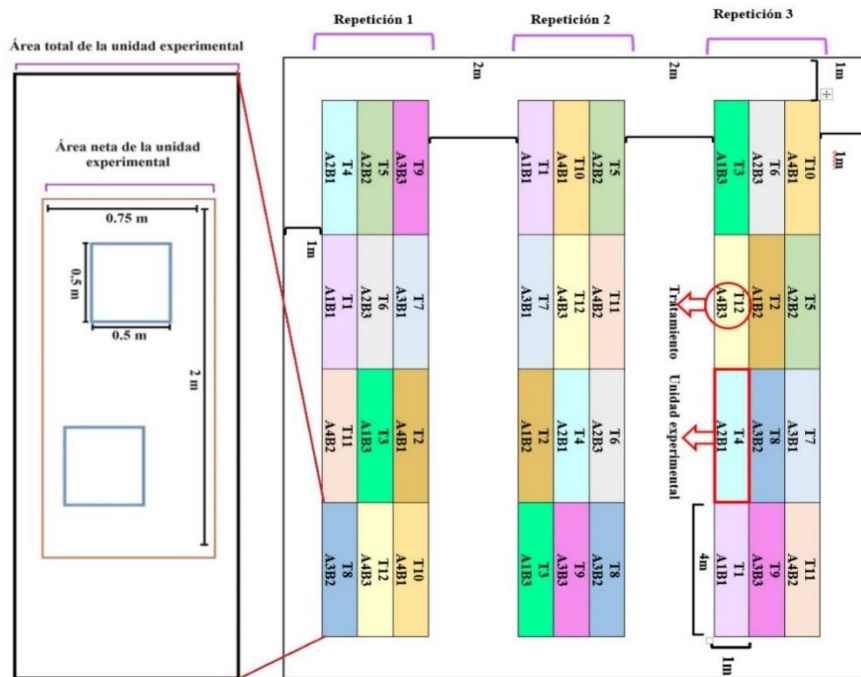 Repetición 1
Repetición 2
Repetición 3
Área total de la unidad experimental
2m
2m
1m
1m
Área neta de la unidad experimental
0.75 m
0.5 m
0.5 m
2 m
1m
T4 A2B1
T5 A2B2
T9 A3B3
T1 A1B1
T10 A4B1
T5 A2B2
T3 A1B3
T6 A2B3
T10 A4B1
T1 A1B1
T6 A2B3
T7 A3B1
T7 A3B1
T12 A4B3
T11 A4B2
Tratamiento
T12 A4B3
T2 A1B2
T5 A2B2
T11 A4B2
T3 A1B3
T2 A4B1
T2 A1B2
T4 A2B1
T6 A2B3
Unidad experimental
T4 A2B1
T8 A3B2
T7 A3B1
T8 A3B2
T12 A4B3
T10 A4B1
T3 A1B3
T9 A3B3
T8 A3B2
4m
T1 A1B1
T9 A3B3
T11 A4B2
1m